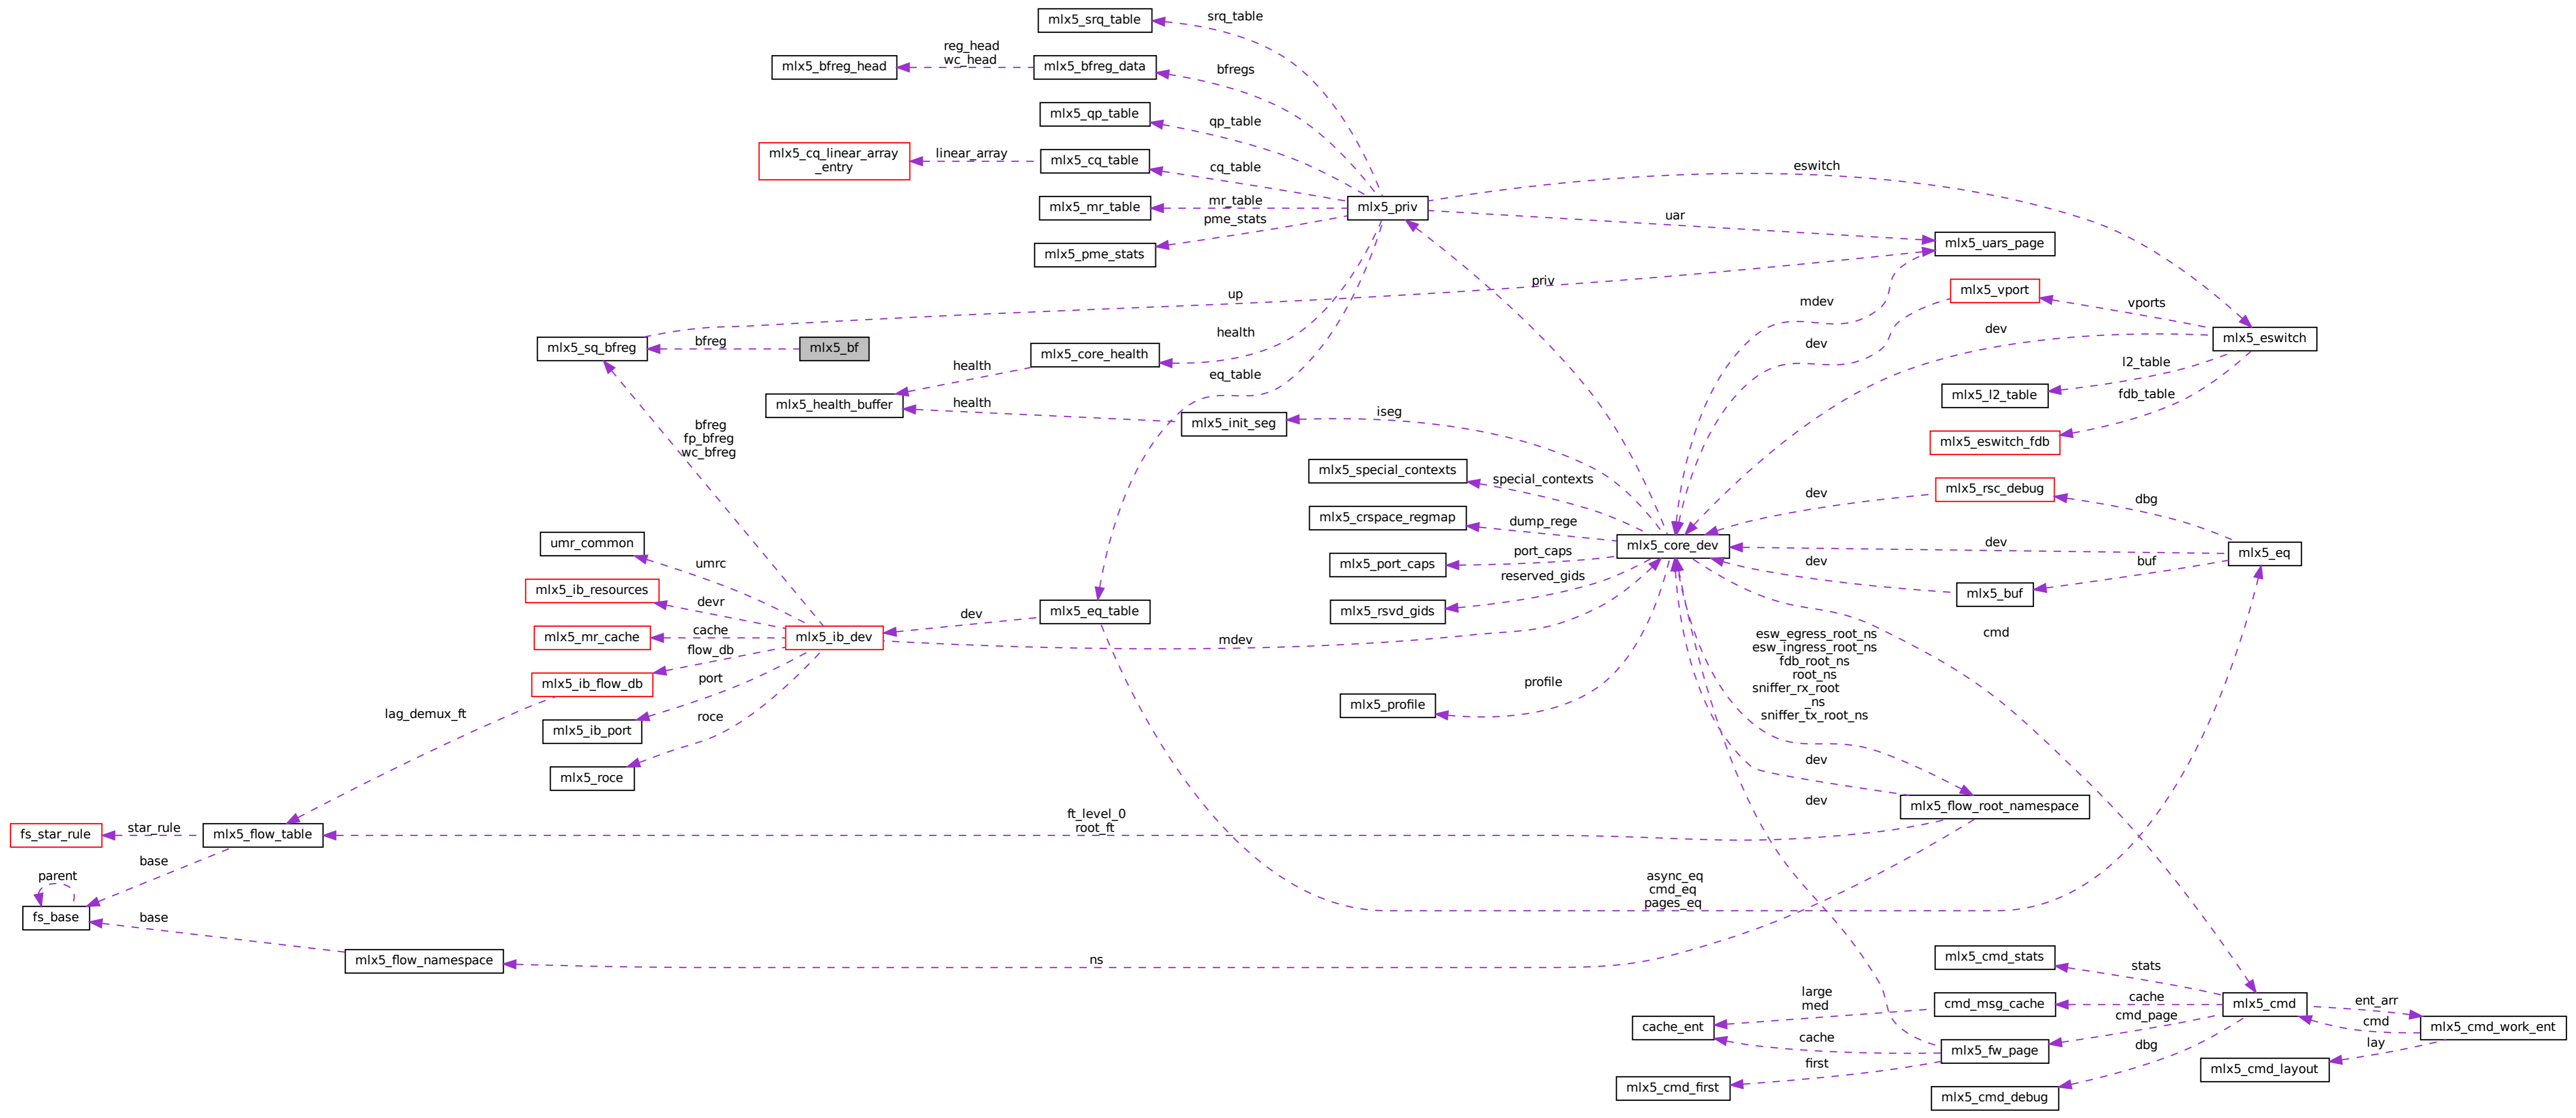 mlx5_srq_table
srq_table
reg_head
wc_head
mlx5_bfreg_head
mlx5_bfreg_data
bfregs
mlx5_qp_table
qp_table
mlx5_cq_linear_array
_entry
linear_array
mlx5_cq_table
cq_table
eswitch
mlx5_mr_table
mr_table
mlx5_priv
pme_stats
uar
mlx5_pme_stats
mlx5_uars_page
priv
up
mdev
mlx5_vport
vports
dev
health
mlx5_sq_bfreg
bfreg
mlx5_bf
mlx5_core_health
dev
mlx5_eswitch
health
eq_table
l2_table
mlx5_health_buffer
health
mlx5_l2_table
fdb_table
mlx5_init_seg
iseg
bfreg
fp_bfreg
wc_bfreg
mlx5_eswitch_fdb
mlx5_special_contexts
special_contexts
dev
mlx5_rsc_debug
dbg
mlx5_crspace_regmap
dump_rege
umr_common
mlx5_core_dev
dev
mlx5_eq
umrc
mlx5_port_caps
port_caps
dev
buf
reserved_gids
mlx5_ib_resources
devr
mlx5_buf
mlx5_eq_table
dev
mlx5_rsvd_gids
mlx5_mr_cache
cache
mlx5_ib_dev
mdev
cmd
flow_db
esw_egress_root_ns
esw_ingress_root_ns
fdb_root_ns
root_ns
sniffer_rx_root
_ns
sniffer_tx_root_ns
mlx5_ib_flow_db
port
profile
mlx5_profile
lag_demux_ft
roce
mlx5_ib_port
dev
mlx5_roce
dev
mlx5_flow_root_namespace
ft_level_0
root_ft
fs_star_rule
star_rule
mlx5_flow_table
base
parent
fs_base
base
async_eq
cmd_eq
pages_eq
mlx5_flow_namespace
ns
mlx5_cmd_stats
stats
large
med
cmd_msg_cache
cache
mlx5_cmd
ent_arr
cache_ent
cmd_page
cmd
mlx5_cmd_work_ent
cache
mlx5_fw_page
dbg
lay
first
mlx5_cmd_layout
mlx5_cmd_first
mlx5_cmd_debug